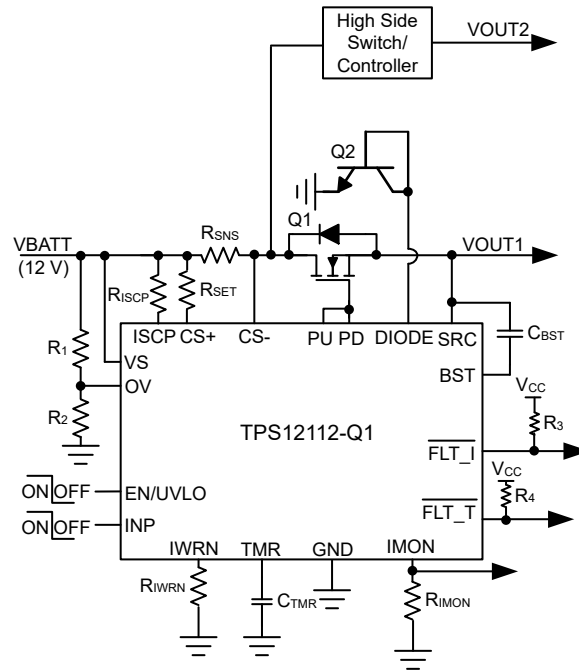 High Side
Switch/
Controller
VOUT2
Q2
Q1
VBATT
(12 V)
RSNS
VOUT1
RISCP
RSET
CBST
ISCP
CS+
CS-
PU
PD
DIODE
SRC
R1
VS
BST
OV
R2
VCC
R3
TPS12112-Q1
FLT_I
VCC
R4
ON
OFF
EN/UVLO
FLT_T
ON
OFF
INP
IWRN
TMR
GND
IMON
RIWRN
CTMR
RIMON